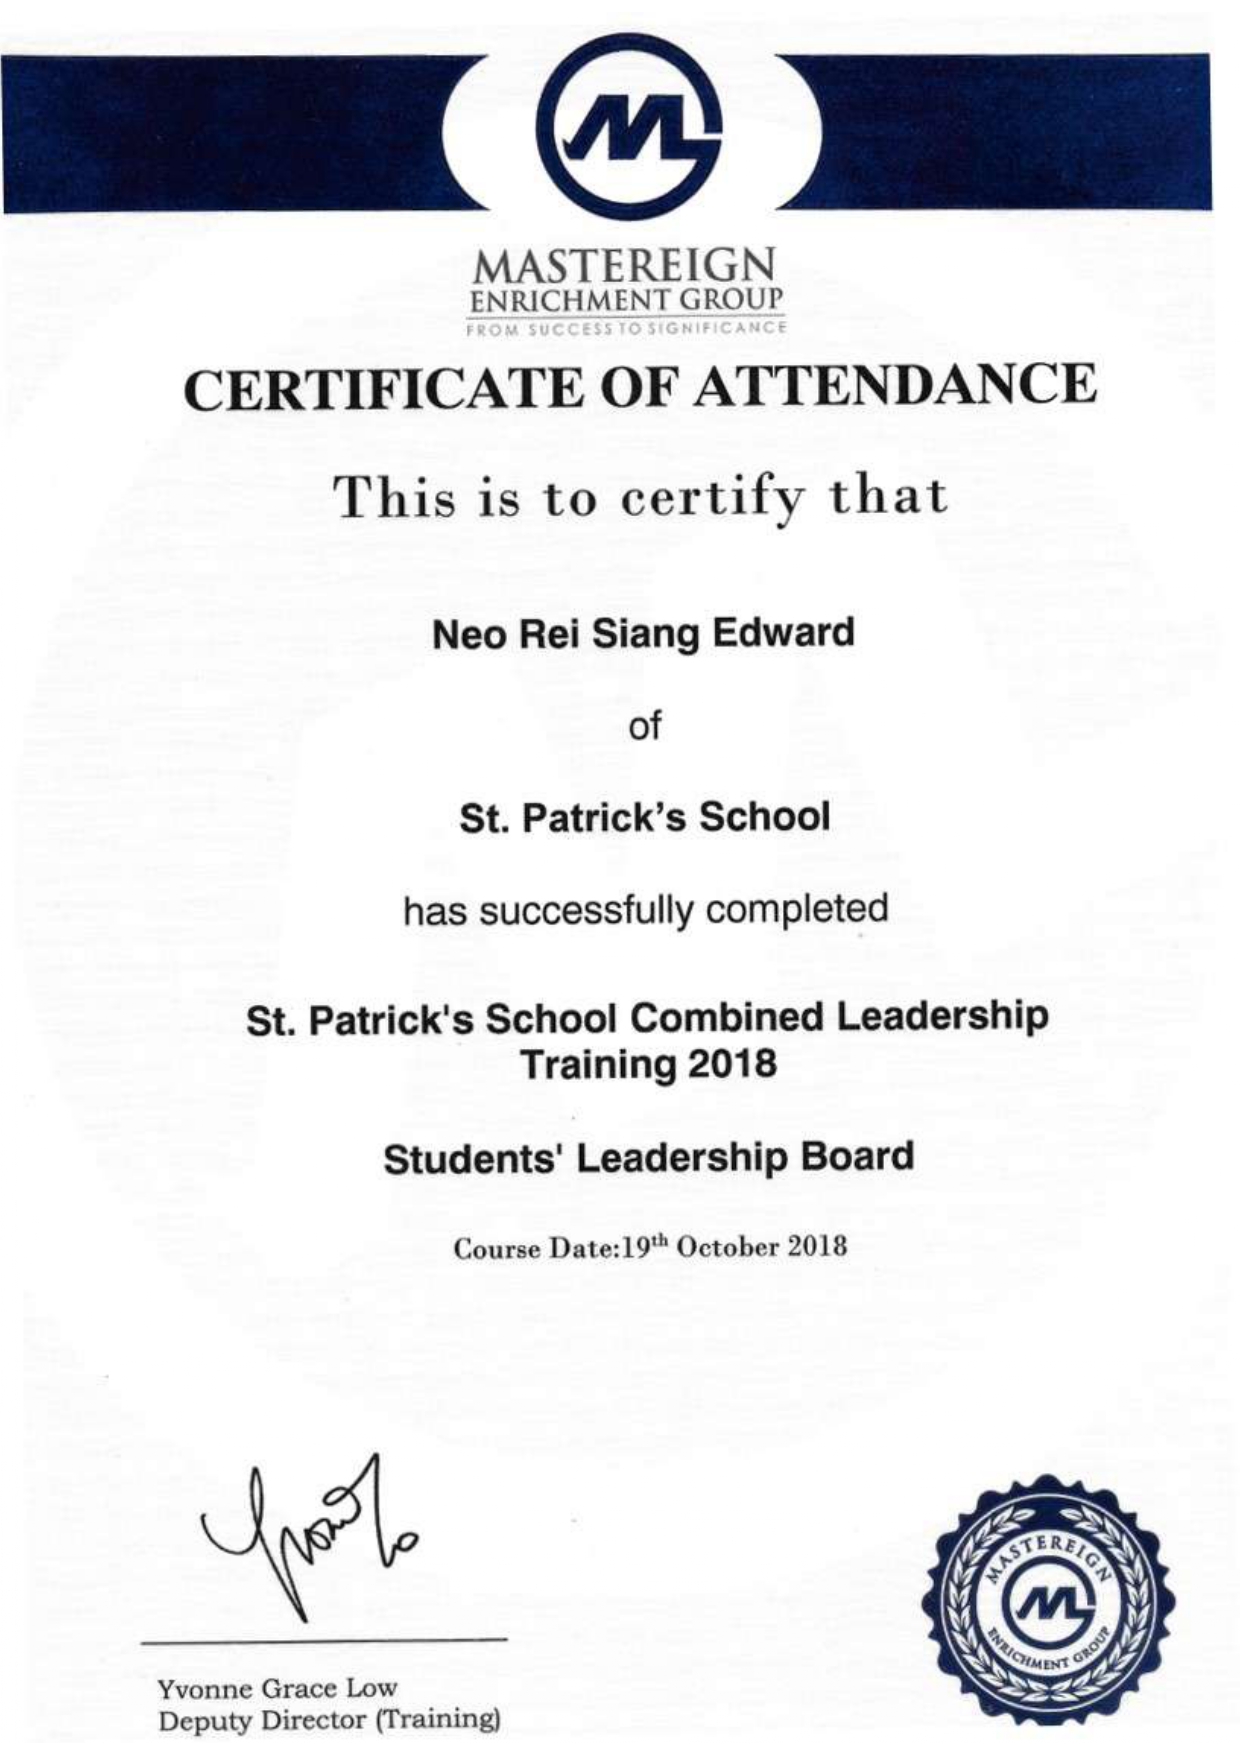 MASTEREIGN
ENRICHMENT GROUP
FROM SUCCESS TO SIGNIFICANCE
CERTIFICATE OF ATTENDANCE
This is to certify that
Neo Rei Siang Edward
of
St. Patrick’s School
has successfully completed
St. Patrick's School Combined Leadership
Training 2018
Students' Leadership Board
Course Date:19th October 2018
Yvonne Grace Low
Deputy Director (Training)
MASTEREIGN
ENRICHMENT GROUP